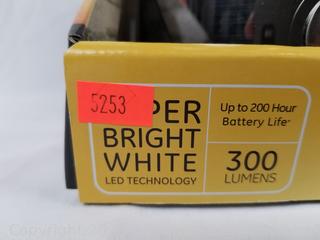 5253
PER
BRIGHT
WHITE
LED TECHNOLOGY
Up to 200 Hour
Battery Life*
300
LUMENS